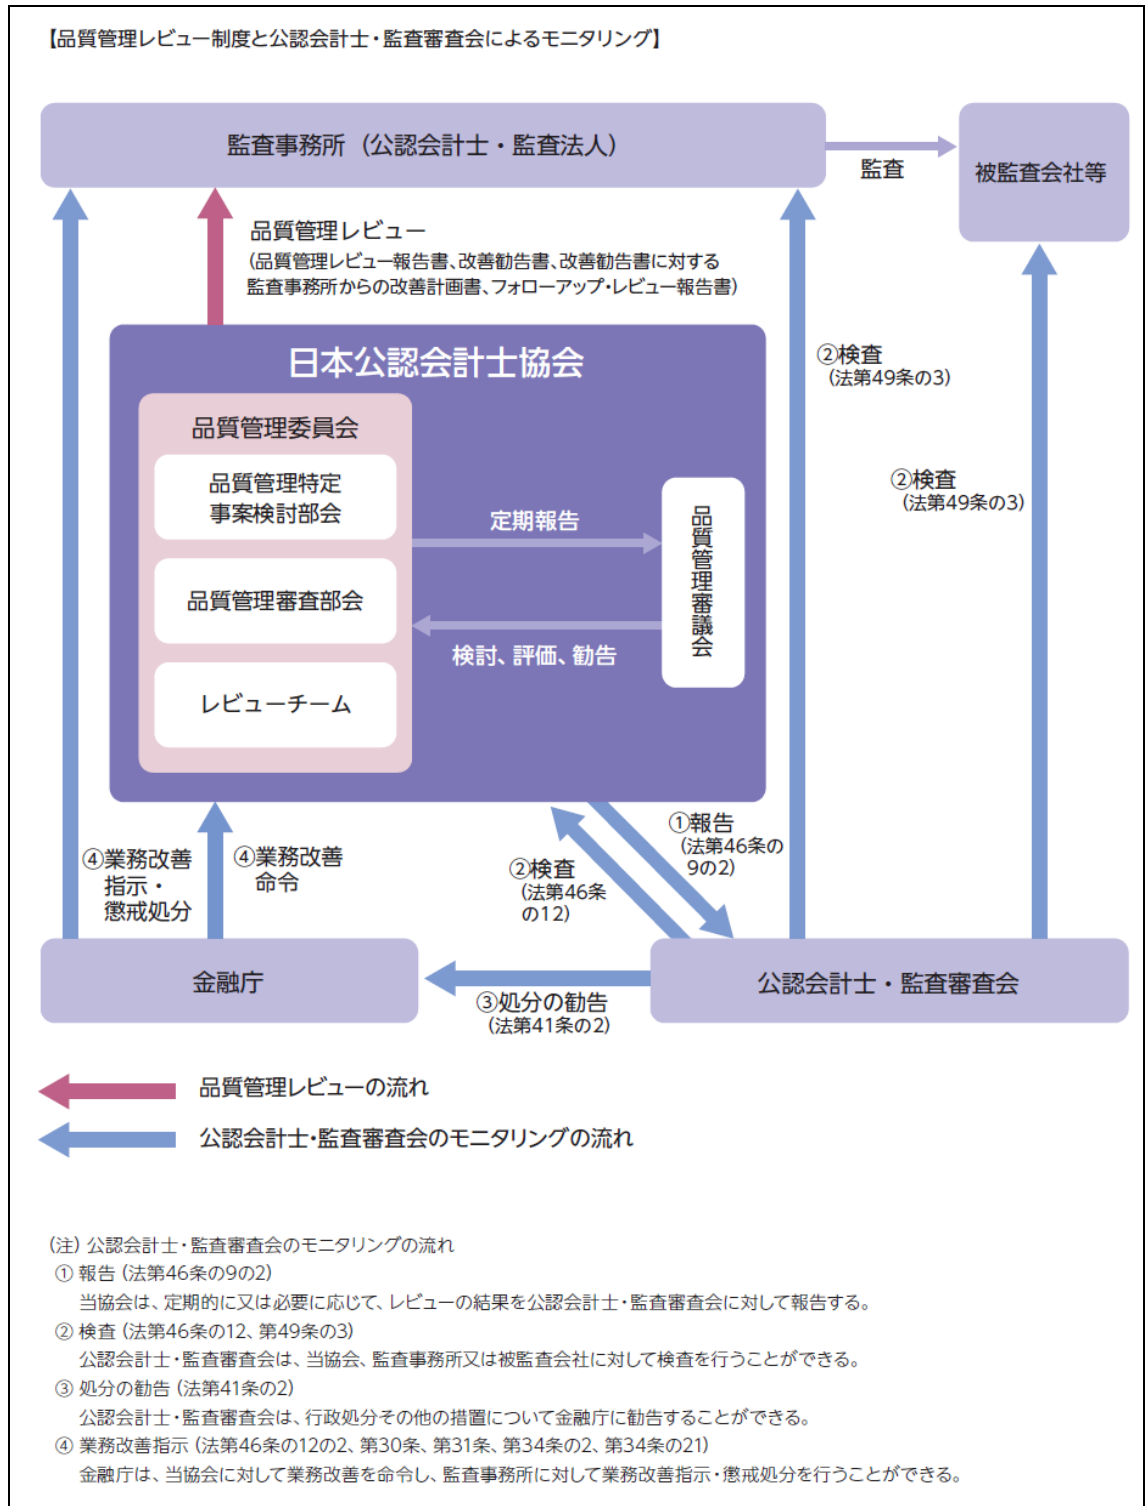 【品質管理レビュー制度と公認会計士・監査審査会によるモニタリング】
監査事務所（公認会計士・監査法人）
監査
被監査会社等
品質管理レビュー
（品質管理レビュー報告書、改善勧告書、改善勧告書に対する
監査事務所からの改善計画書、フォローアップ・レビュー報告書）
日本公認会計士協会
品質管理委員会
品質管理特定
事案検討部会
品質管理審査部会
レビューチーム
定期報告
検討、評価、勧告
品質管理審議会
②検査
（法第49条の3）
②検査
（法第49条の3）
④業務改善
指示・
懲戒処分
④業務改善
命令
②検査
（法第46条
の12）
①報告
（法第46条の
9の2）
金融庁
③処分の勧告
（法第41条の2）
公認会計士・監査審査会
品質管理レビューの流れ
公認会計士・監査審査会のモニタリングの流れ
（注）公認会計士・監査審査会のモニタリングの流れ
① 報告（法第46条の9の2）
当協会は、定期的に又は必要に応じて、レビューの結果を公認会計士・監査審査会に対して報告する。
② 検査（法第46条の12、第49条の3）
公認会計士・監査審査会は、当協会、監査事務所又は被監査会社に対して検査を行うことができる。
③ 処分の勧告（法第41条の2）
公認会計士・監査審査会は、行政処分その他の措置について金融庁に勧告することができる。
④ 業務改善指示（法第46条の12の2、第30条、第31条、第34条の2、第34条の21）
金融庁は、当協会に対して業務改善を命令し、監査事務所に対して業務改善指示・懲戒処分を行うことができる。